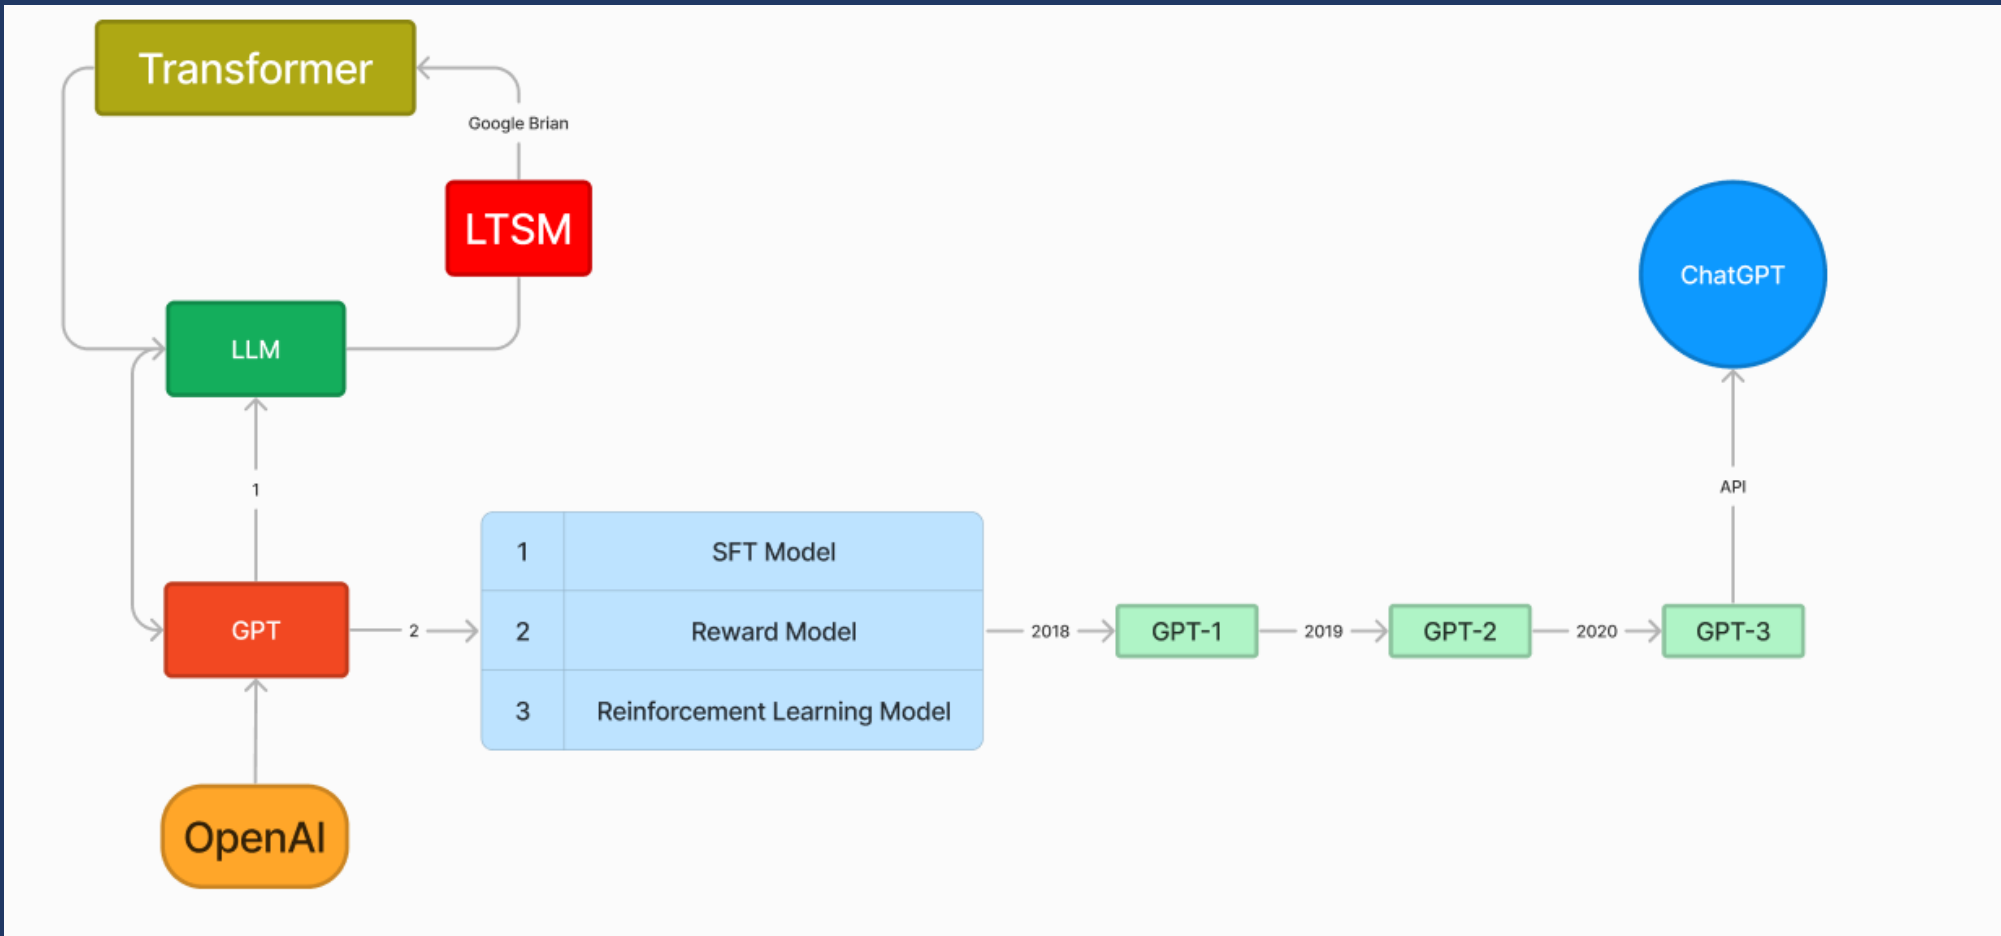 Transformer
Google Brian
LTSM
ChatGPT
LLM
1
API
1 SFT Model
GPT
2
2 Reward Model
2018
GPT-1
2019
GPT-2
2020
GPT-3
3 Reinforcement Learning Model
OpenAI